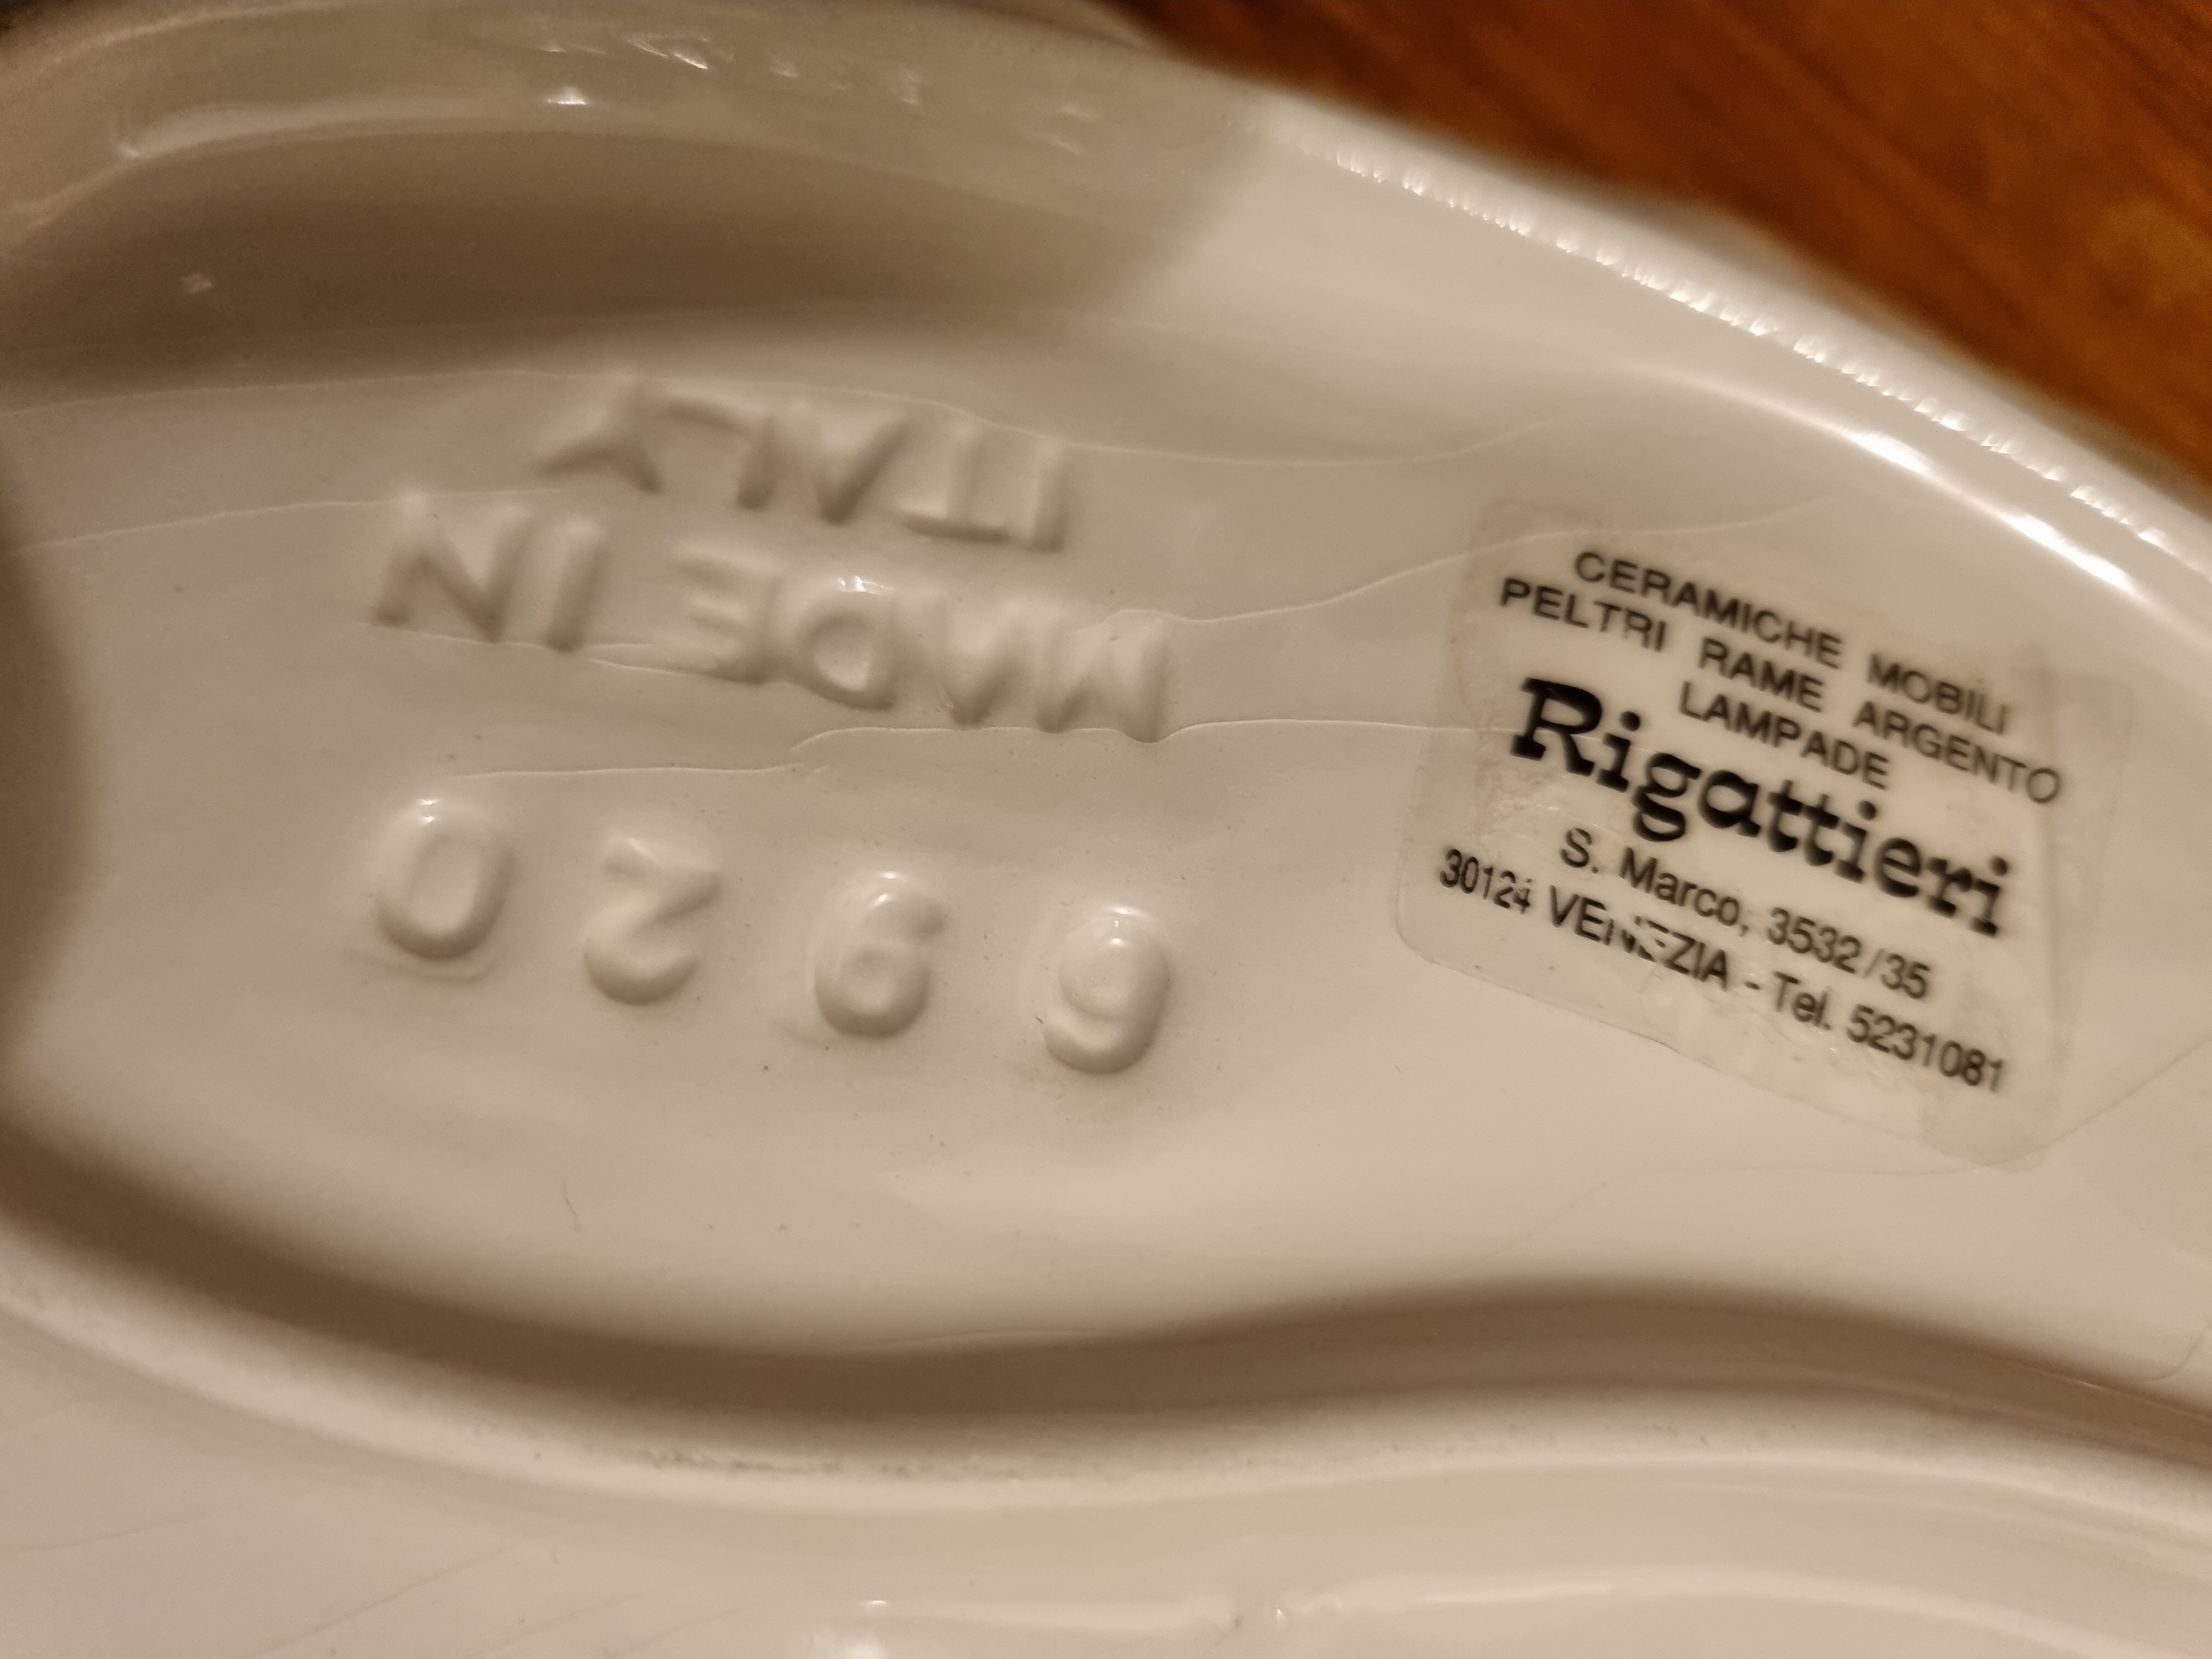 6920
MADE IN
ITALY
CERAMICHE MOBILI
PELTRI RAME ARGENTO
LAMPADE
Rigattieri
S. Marco, 3532/35
30124 VENEZIA - Tel. 5231081